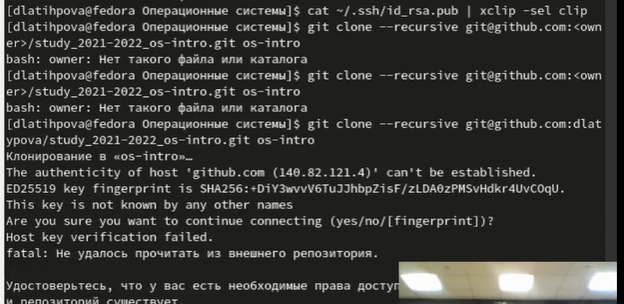 [dlatihpova@fedora Операционные системы]$ cat ~/.ssh/id_rsa.pub | xclip -sel clip
[dlatihpova@fedora Операционные системы]$ git clone --recursive git@github.com:<own
er>/study_2021-2022_os-intro.git os-intro
bash: owner: Нет такого файла или каталога
[dlatihpova@fedora Операционные системы]$ git clone --recursive git@github.com:<own
er>/study_2021-2022_os-intro.git os-intro
bash: owner: Нет такого файла или каталога
[dlatihpova@fedora Операционные системы]$ git clone --recursive git@github.com:dlat
ypova/study_2021-2022_os-intro.git os-intro
Клонирование в «os-intro»…
The authenticity of host 'github.com (140.82.121.4)' can't be established.
ED25519 key fingerprint is SHA256:+DiY3wvvV6TuJJhbpZisF/zLDA0zPMSvHdkr4UvCOqU.
This key is not known by any other names
Are you sure you want to continue connecting (yes/no/[fingerprint])?
Host key verification failed.
fatal: Не удалось прочитать из внешнего репозитория.
Удостоверьтесь, что у вас есть необходимые права
и репозиторий существует.